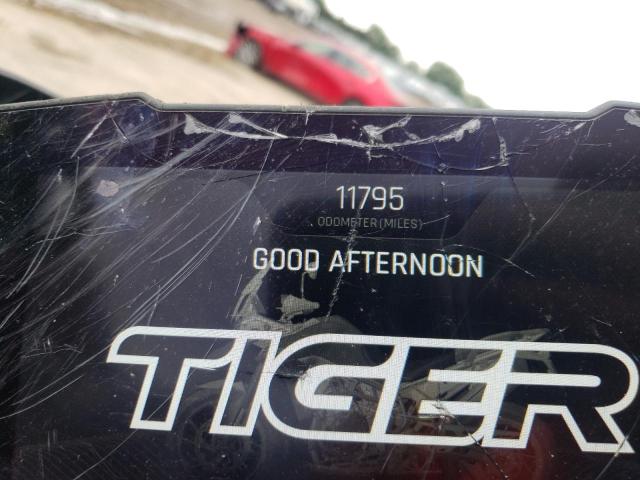 11795
ODOMETER (MILES)
GOOD AFTERNOON
TIGER